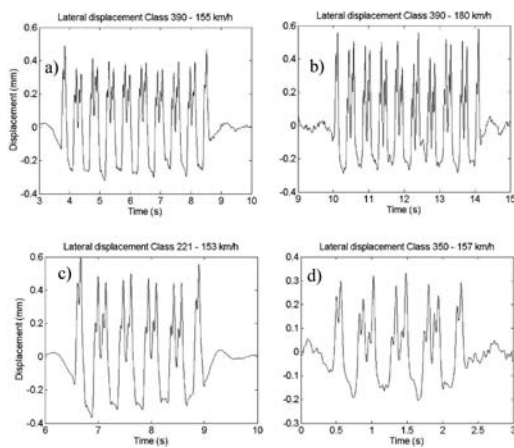 Lateral displacement Class 390 - 155 km/h
0.6
0.4
0.2
0
-0.2
-0.4
Displacement (mm)
a)
3 4 5 6 7 8 9 10
Time (s)
Lateral displacement Class 390 - 180 km/h
0.6
0.4
0.2
0
-0.2
-0.4
b)
9 10 11 12 13 14 15
Time (s)
Lateral displacement Class 221 - 153 km/h
0.6
0.4
0.2
0
-0.2
-0.4
Displacement (mm)
c)
6 7 8 9 10
Time (s)
Lateral displacement Class 350 - 157 km/h
0.4
0.3
0.2
0.1
0
-0.1
-0.2
-0.3
d)
0 0.5 1 1.5 2 2.5 3
Time (s)